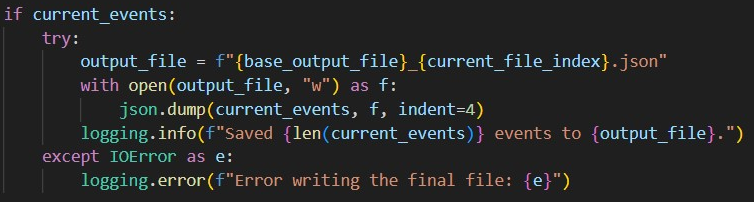 if current_events:
    try:
        output_file = f"{base_output_file}_{current_file_index}.json"
        with open(output_file, "w") as f:
            json.dump(current_events, f, indent=4)
        logging.info(f"Saved {len(current_events)} events to {output_file}.")
    except IOError as e:
        logging.error(f"Error writing the final file: {e}")